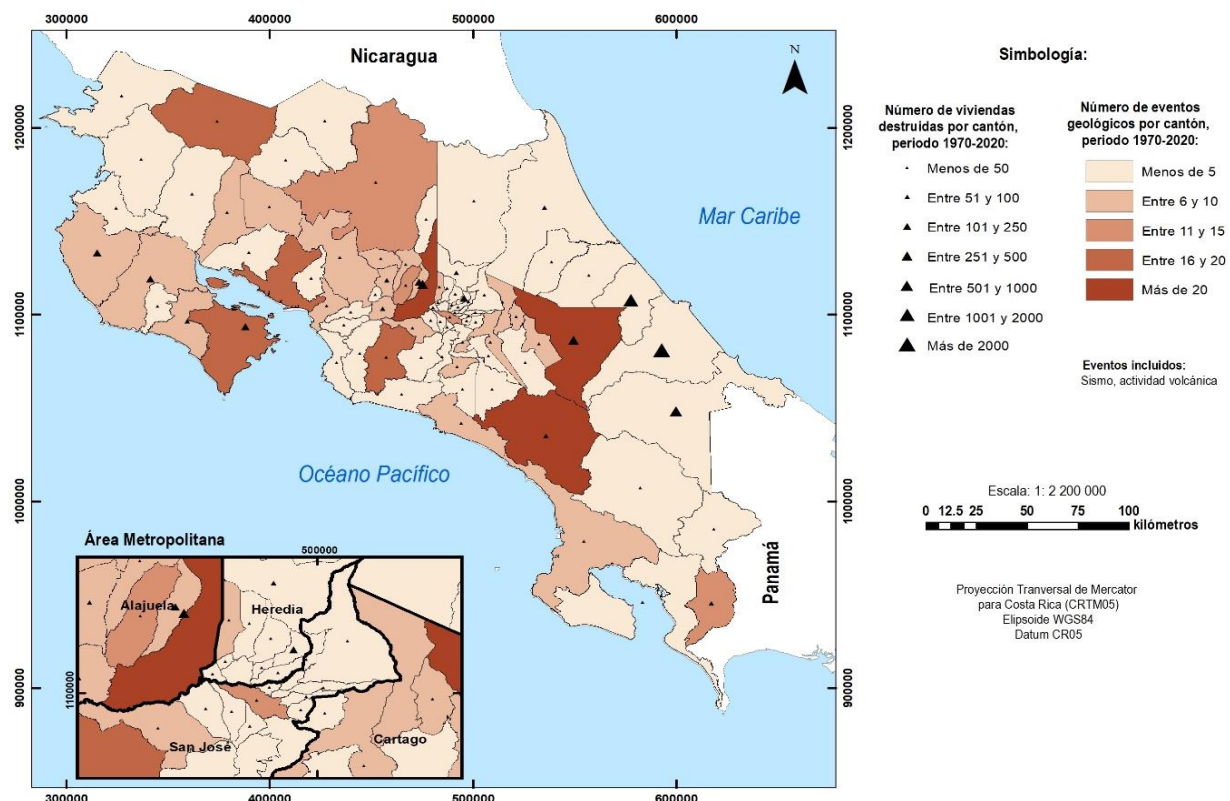 300000 400000 500000 600000
Nicaragua
Mar Caribe
Océano Pacífico
Panamá
1200000
1100000
1000000
900000
1200000
1100000
1000000
900000
Área Metropolitana
500000
Alajuela
Heredia
San José
Cartago
1100000
300000 400000 500000 600000
N
Simbología:
Número de viviendas
destruidas por cantón,
periodo 1970-2020:
Menos de 50
Entre 51 y 100
Entre 101 y 250
Entre 251 y 500
Entre 501 y 1000
Entre 1001 y 2000
Más de 2000
Número de eventos
geológicos por cantón,
periodo 1970-2020:
Menos de 5
Entre 6 y 10
Entre 11 y 15
Entre 16 y 20
Más de 20
Eventos incluidos:
Sismo, actividad volcánica
Escala: 1: 2 200 000
0 12.5 25 50 75 100
kilómetros
Proyección Tranversal de Mercator
para Costa Rica (CRTM05)
Elipsoide WGS84
Datum CR05